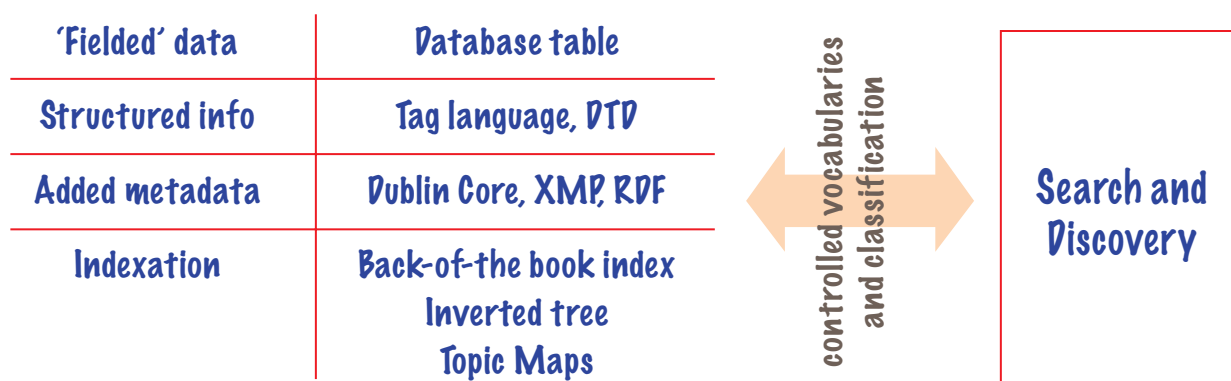 ‘Fielded’ data
Database table
Structured info
Tag language, DTD
Added metadata
Dublin Core, XMP, RDF
Indexation
Back-of-the book index
Inverted tree
Topic Maps
controlled vocabularies
and classification
Search and
Discovery